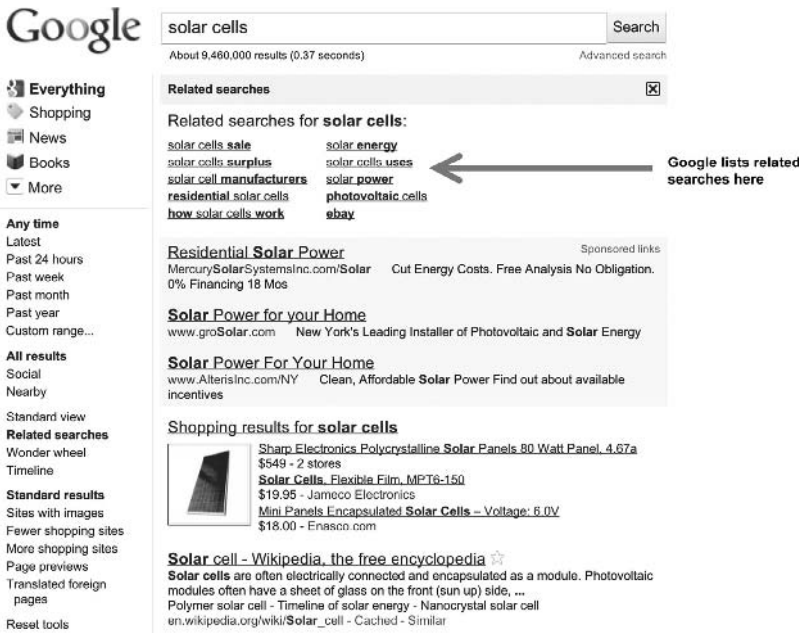 Google
solar cells
Search
About 9,460,000 results (0.37 seconds)
Advanced search
Everything
Shopping
News
Books
More
Any time
Latest
Past 24 hours
Past week
Past month
Past year
Custom range...
All results
Social
Nearby
Standard view
Related searches
Wonder wheel
Timeline
Standard results
Sites with images
Fewer shopping sites
More shopping sites
Page previews
Translated foreign
pages
Reset tools
Related searches
Related searches for solar cells:
solar cells sale
solar cells surplus
solar cell manufacturers
residential solar cells
how solar cells work
solar energy
solar cells uses
solar power
photovoltaic cells
ebay
Google lists related
searches here
Residential Solar Power
Sponsored links
MercurySolarSystemsInc.com/Solar Cut Energy Costs. Free Analysis No Obligation.
0% Financing 18 Mos
Solar Power for your Home
www.groSolar.com New York's Leading Installer of Photovoltaic and Solar Energy
Solar Power For Your Home
www.AlterisInc.com/NY Clean, Affordable Solar Power Find out about available
incentives
Shopping results for solar cells
Sharp Electronics Polycrystalline Solar Panels 80 Watt Panel, 4.67a
$549 - 2 stores
Solar Cells, Flexible Film, MPT6-150
$19.95 - Jameco Electronics
Mini Panels Encapsulated Solar Cells – Voltage: 6.0V
$18.00 - Enasco.com
Solar cell - Wikipedia, the free encyclopedia
Solar cells are often electrically connected and encapsulated as a module. Photovoltaic
modules often have a sheet of glass on the front (sun up) side, ...
Polymer solar cell - Timeline of solar energy - Nanocrystal solar cell
en.wikipedia.org/wiki/Solar_cell - Cached - Similar